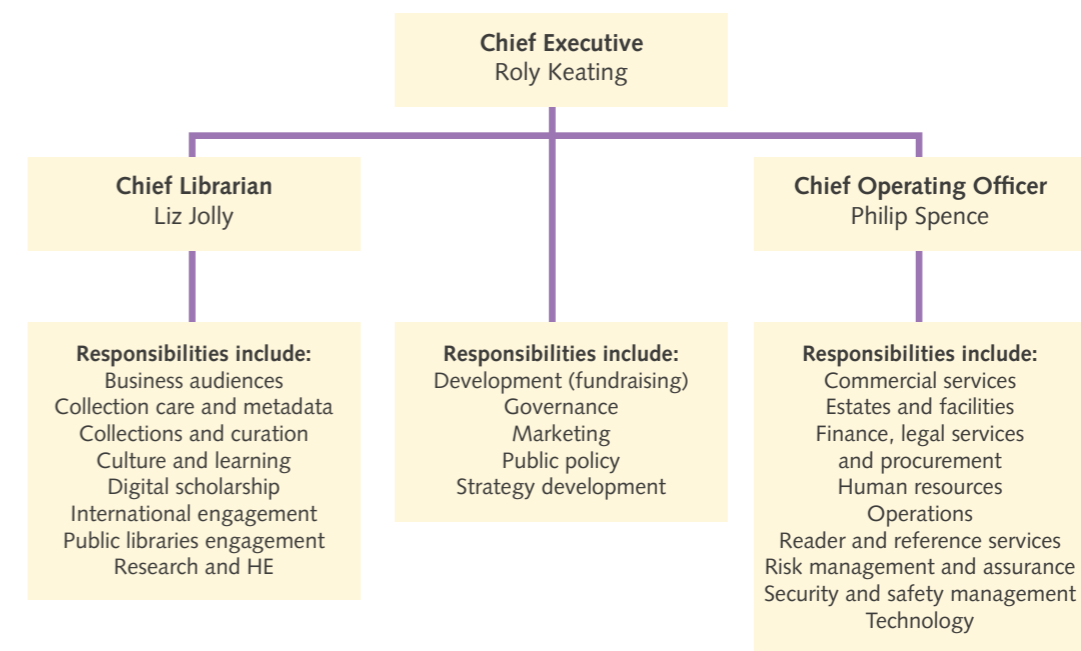 Chief Executive
Roly Keating
Chief Librarian
Liz Jolly
Chief Operating Officer
Philip Spence
Responsibilities include:
Business audiences
Collection care and metadata
Collections and curation
Culture and learning
Digital scholarship
International engagement
Public libraries engagement
Research and HE
Responsibilities include:
Development (fundraising)
Governance
Marketing
Public policy
Strategy development
Responsibilities include:
Commercial services
Estates and facilities
Finance, legal services
and procurement
Human resources
Operations
Reader and reference services
Risk management and assurance
Security and safety management
Technology